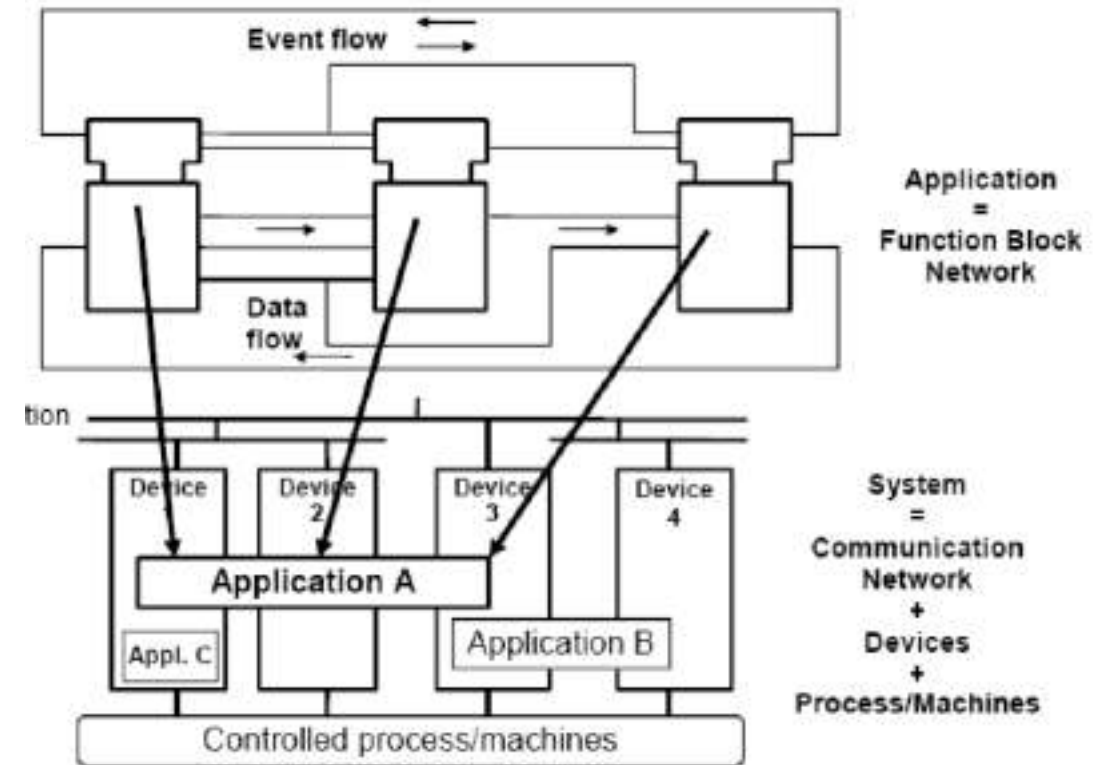 Event flow
Application
=
Function Block
Network
Data
flow
tion
Device
1
Device
2
Device
3
Device
4
System
=
Communication
Network
+
Devices
+
Process/Machines
Application A
Appl. C
Application B
Controlled process/machines